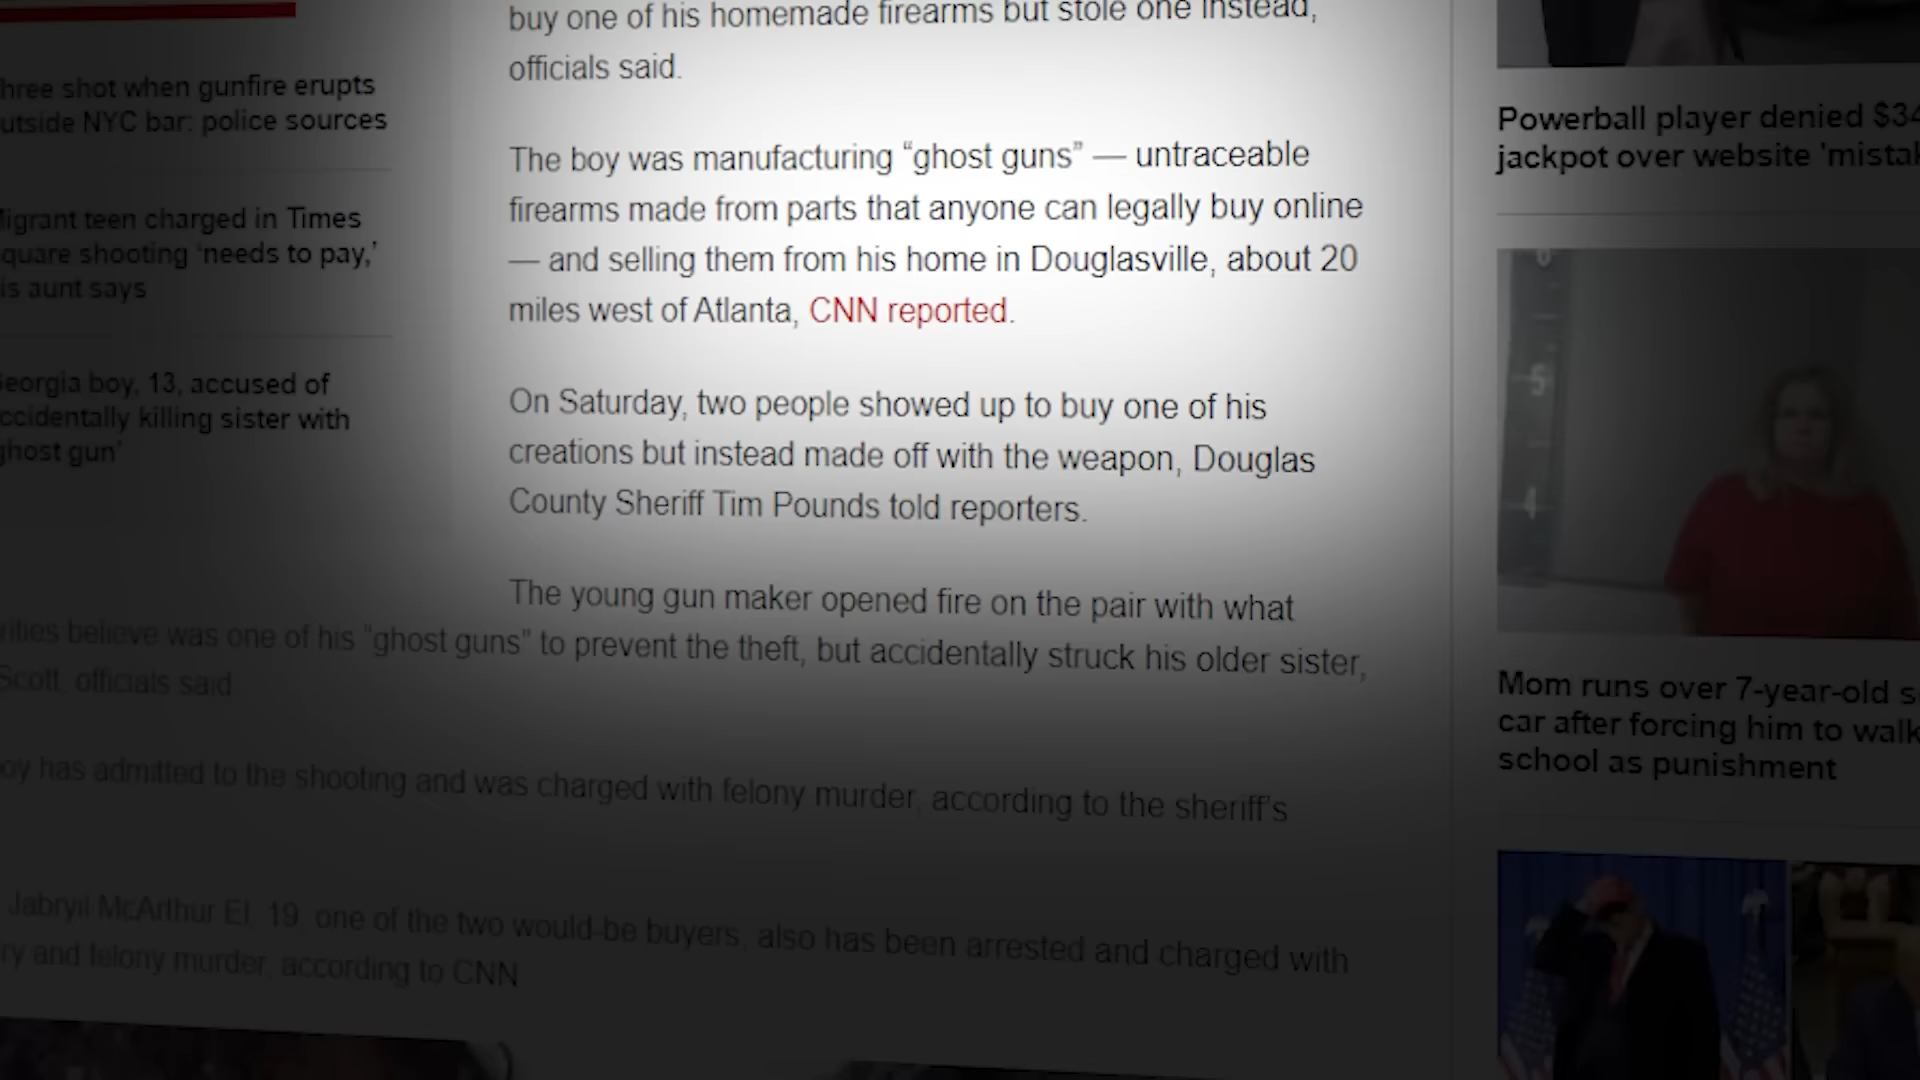 buy one of his homemade firearms but stole one instead,
officials said.
The boy was manufacturing “ghost guns” — untraceable
firearms made from parts that anyone can legally buy online
— and selling them from his home in Douglasville, about 20
miles west of Atlanta, CNN reported.
On Saturday, two people showed up to buy one of his
creations but instead made off with the weapon, Douglas
County Sheriff Tim Pounds told reporters.
The young gun maker opened fire on the pair with what
believe was one of his “ghost guns” to prevent the theft, but accidentally struck his older sister,
Scott, officials said
has admitted to the shooting and was charged with felony murder, according to the sheriff's
Jabryil McArthur El, 19, one of the two would-be buyers, also has been arrested and charged with
and felony murder, according to CNN
hree shot when gunfire erupts
utside NYC bar: police sources
igrant teen charged in Times
quare shooting ‘needs to pay,’
is aunt says
eorgia boy, 13, accused of
ccidentally killing sister with
ghost gun’
Powerball player denied $34
jackpot over website 'mistak
6
5
4
Mom runs over 7-year-old s
car after forcing him to walk
school as punishment